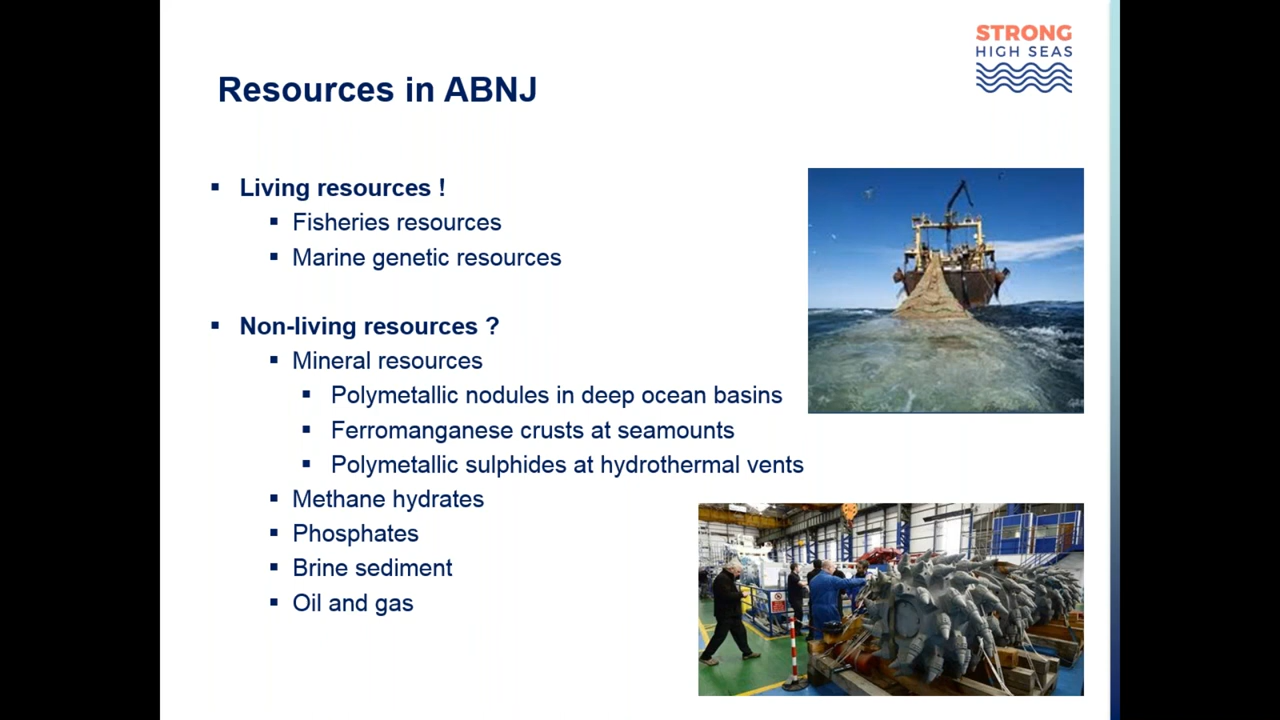 STRONG
HIGH SEAS
Resources in ABNJ
▪ Living resources !
▪ Fisheries resources
▪ Marine genetic resources
▪ Non-living resources ?
▪ Mineral resources
▪ Polymetallic nodules in deep ocean basins
▪ Ferromanganese crusts at seamounts
▪ Polymetallic sulphides at hydrothermal vents
▪ Methane hydrates
▪ Phosphates
▪ Brine sediment
▪ Oil and gas